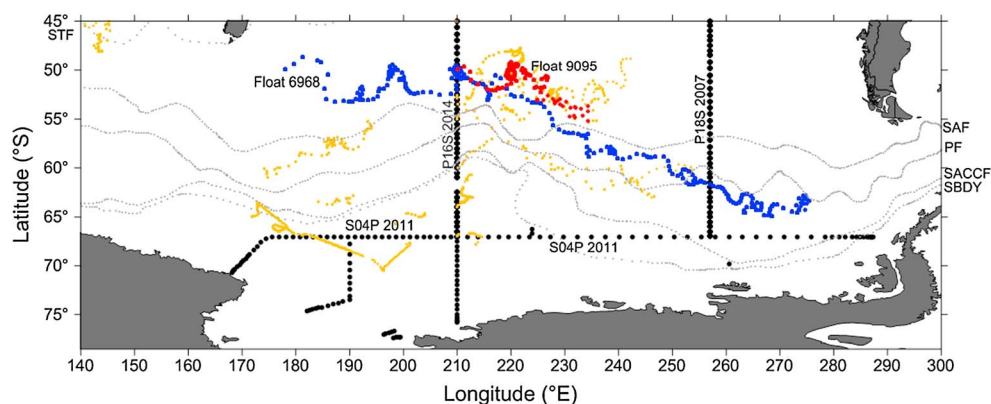 45°
STF
50°
55°
60°
65°
70°
75°
Latitude (°S)
Float 6968
Float 9095
P16S 2014
P18S 2007
S04P 2011
S04P 2011
SAF
PF
SACCF
SBDY
140 150 160 170 180 190 200 210 220 230 240 250 260 270 280 290 300
Longitude (°E)